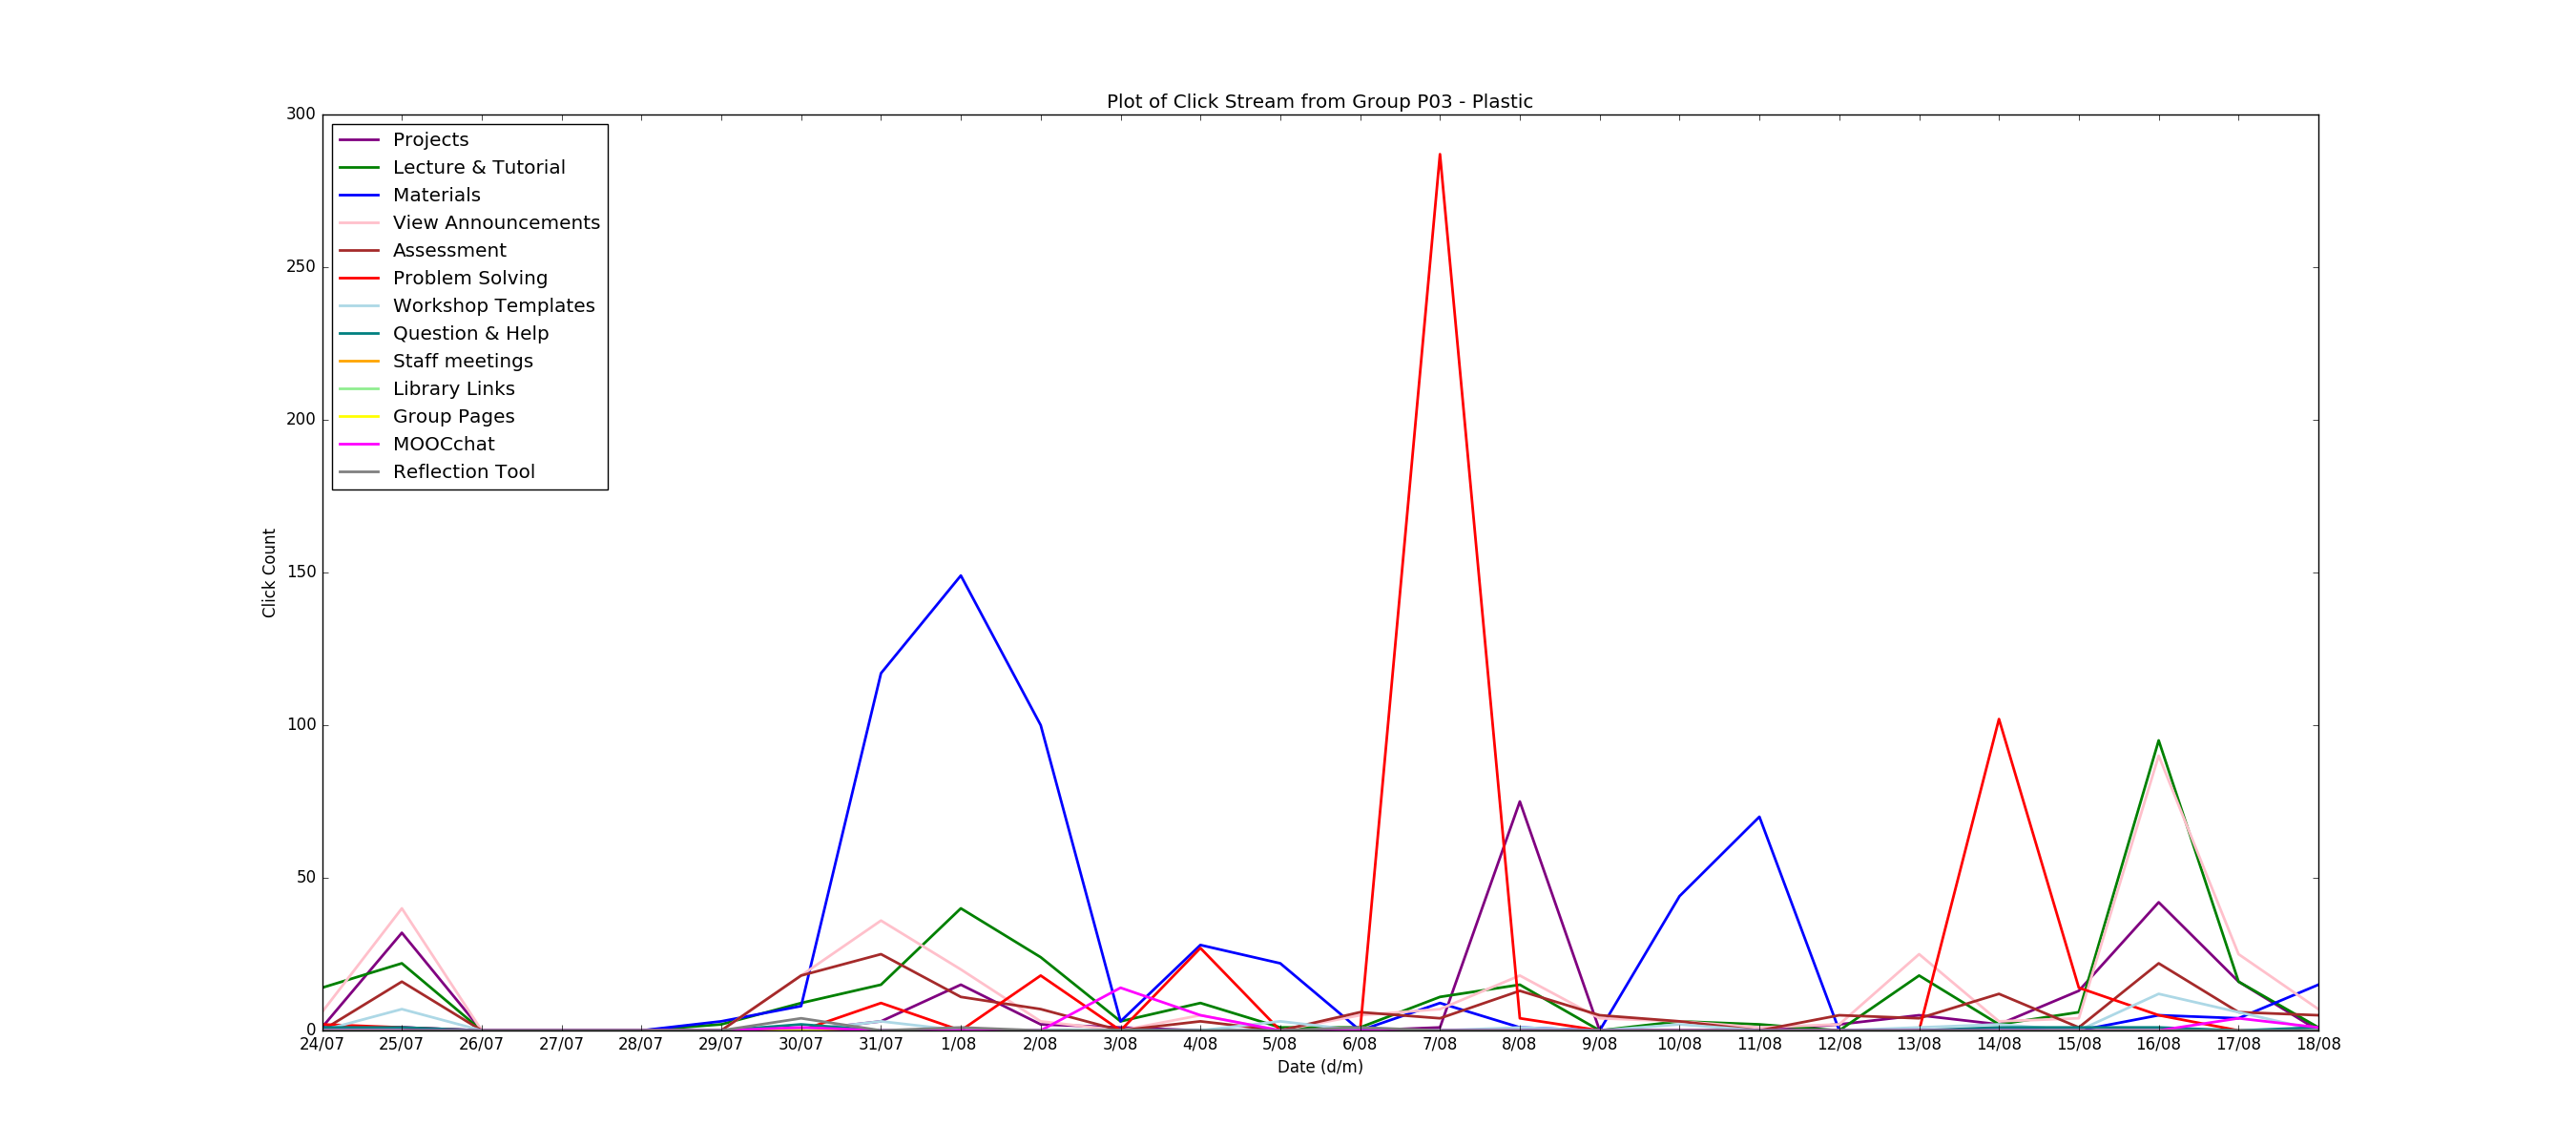 Plot of Click Stream from Group P03 - Plastic
300
250
200
150
100
50
0
Click Count
Projects
Lecture & Tutorial
Materials
View Announcements
Assessment
Problem Solving
Workshop Templates
Question & Help
Staff meetings
Library Links
Group Pages
MOOCchat
Reflection Tool
24/07 25/07 26/07 27/07 28/07 29/07 30/07 31/07 1/08 2/08 3/08 4/08 5/08 6/08 7/08 8/08 9/08 10/08 11/08 12/08 13/08 14/08 15/08 16/08 17/08 18/08
Date (d/m)